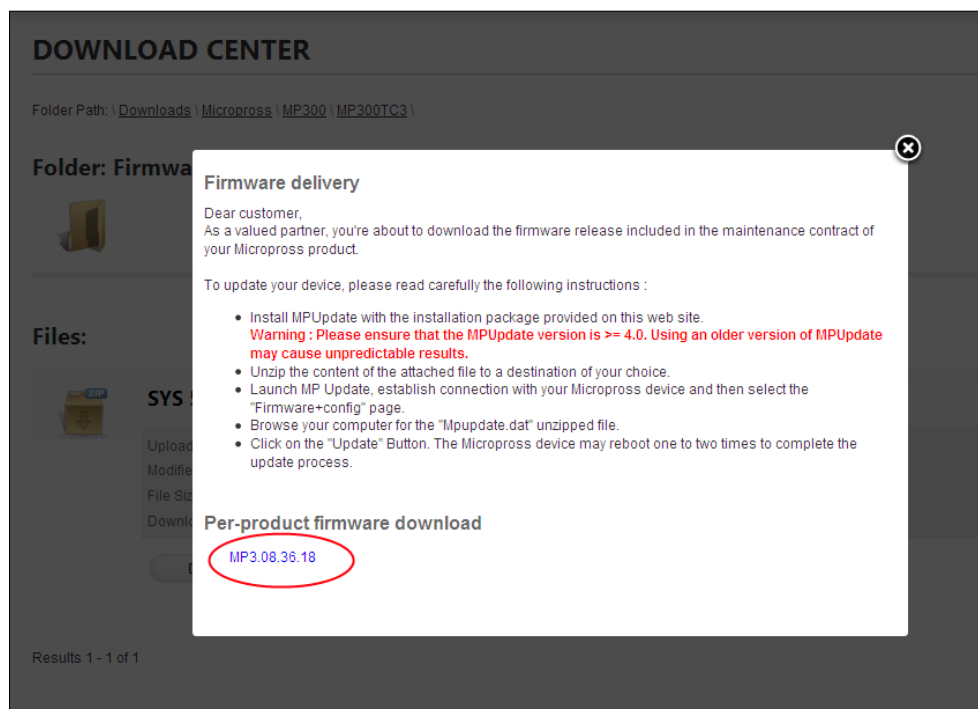 DOWNLOAD CENTER
Folder Path: \ Downloads \ Micropross \ MP300 \ MP300TC3 \
Folder: Firmwa
Firmware delivery
Dear customer,
As a valued partner, you're about to download the firmware release included in the maintenance contract of
your Micropross product.
To update your device, please read carefully the following instructions :
• Install MPUpdate with the installation package provided on this web site.
Warning : Please ensure that the MPUpdate version is >= 4.0. Using an older version of MPUpdate
may cause unpredictable results.
• Unzip the content of the attached file to a destination of your choice.
• Launch MP Update, establish connection with your Micropross device and then select the
"Firmware+config" page.
• Browse your computer for the "Mpupdate.dat" unzipped file.
• Click on the "Update" Button. The Micropross device may reboot one to two times to complete the
update process.
Per-product firmware download
MP3.08.36.18
Files:
ZIP
SYS
Upload
Modifie
File Siz
Downlo
Results 1 - 1 of 1